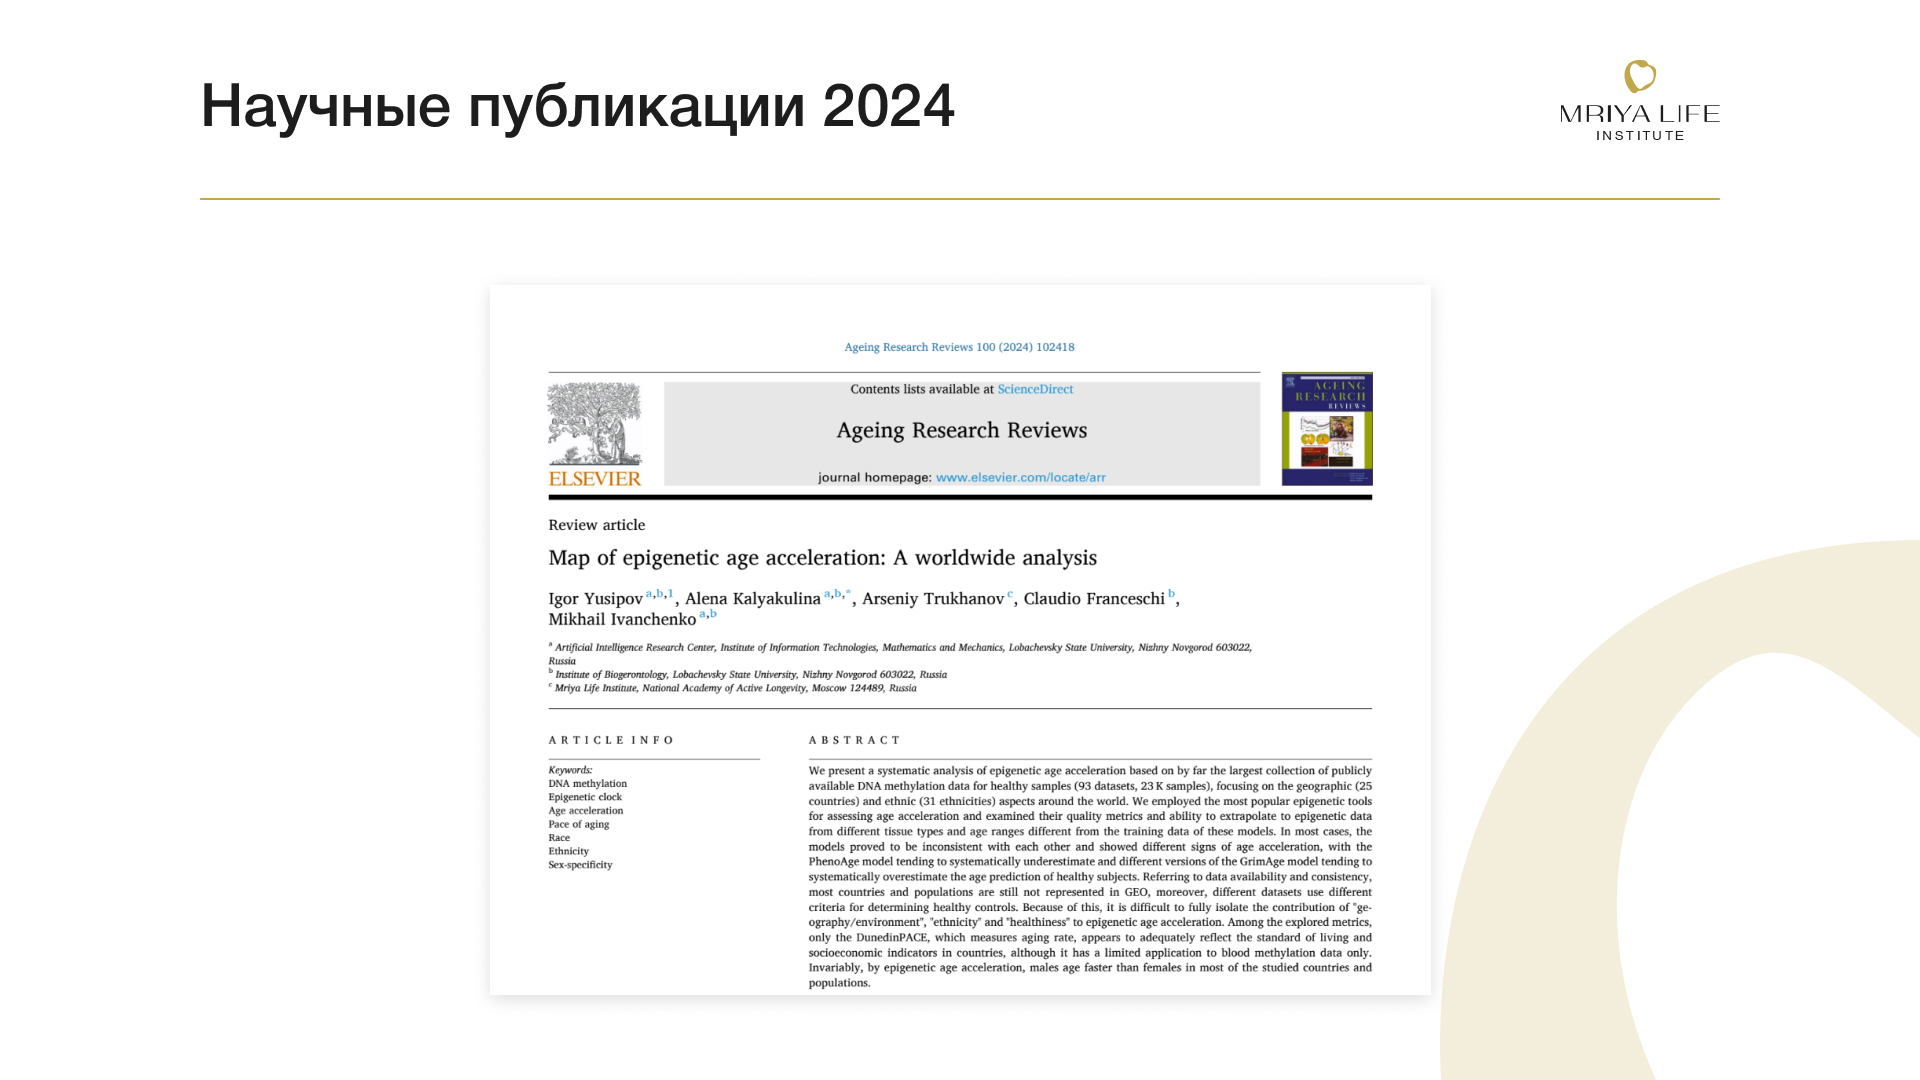 Научные публикации 2024
MRIYA LIFE
INSTITUTE
Ageing Research Reviews 100 (2024) 102418
Contents lists available at ScienceDirect
Ageing Research Reviews
journal homepage: www.elsevier.com/locate/arr
ELSEVIER
AGEING
RESEARCH
REVIEWS
Review article
Map of epigenetic age acceleration: A worldwide analysis
Igor Yusipov a,b,1, Alena Kalyakulina a,b,*, Arseniy Trukhanov c, Claudio Franceschi b,
Mikhail Ivanchenko a,b
a Artificial Intelligence Research Center, Institute of Information Technologies, Mathematics and Mechanics, Lobachevsky State University, Nizhny Novgorod 603022,
Russia
b Institute of Biogerontology, Lobachevsky State University, Nizhny Novgorod 603022, Russia
c Mriya Life Institute, National Academy of Active Longevity, Moscow 124489, Russia
ARTICLE INFO
Keywords:
DNA methylation
Epigenetic clock
Age acceleration
Pace of aging
Race
Ethnicity
Sex-specificity
ABSTRACT
We present a systematic analysis of epigenetic age acceleration based on by far the largest collection of publicly
available DNA methylation data for healthy samples (93 datasets, 23 K samples), focusing on the geographic (25
countries) and ethnic (31 ethnicities) aspects around the world. We employed the most popular epigenetic tools
for assessing age acceleration and examined their quality metrics and ability to extrapolate to epigenetic data
from different tissue types and age ranges different from the training data of these models. In most cases, the
models proved to be inconsistent with each other and showed different signs of age acceleration, with the
PhenoAge model tending to systematically underestimate and different versions of the GrimAge model tending to
systematically overestimate the age prediction of healthy subjects. Referring to data availability and consistency,
most countries and populations are still not represented in GEO, moreover, different datasets use different
criteria for determining healthy controls. Because of this, it is difficult to fully isolate the contribution of "ge-
ography/environment", "ethnicity" and "healthiness" to epigenetic age acceleration. Among the explored metrics,
only the DunedinPACE, which measures aging rate, appears to adequately reflect the standard of living and
socioeconomic indicators in countries, although it has a limited application to blood methylation data only.
Invariably, by epigenetic age acceleration, males age faster than females in most of the studied countries and
populations.